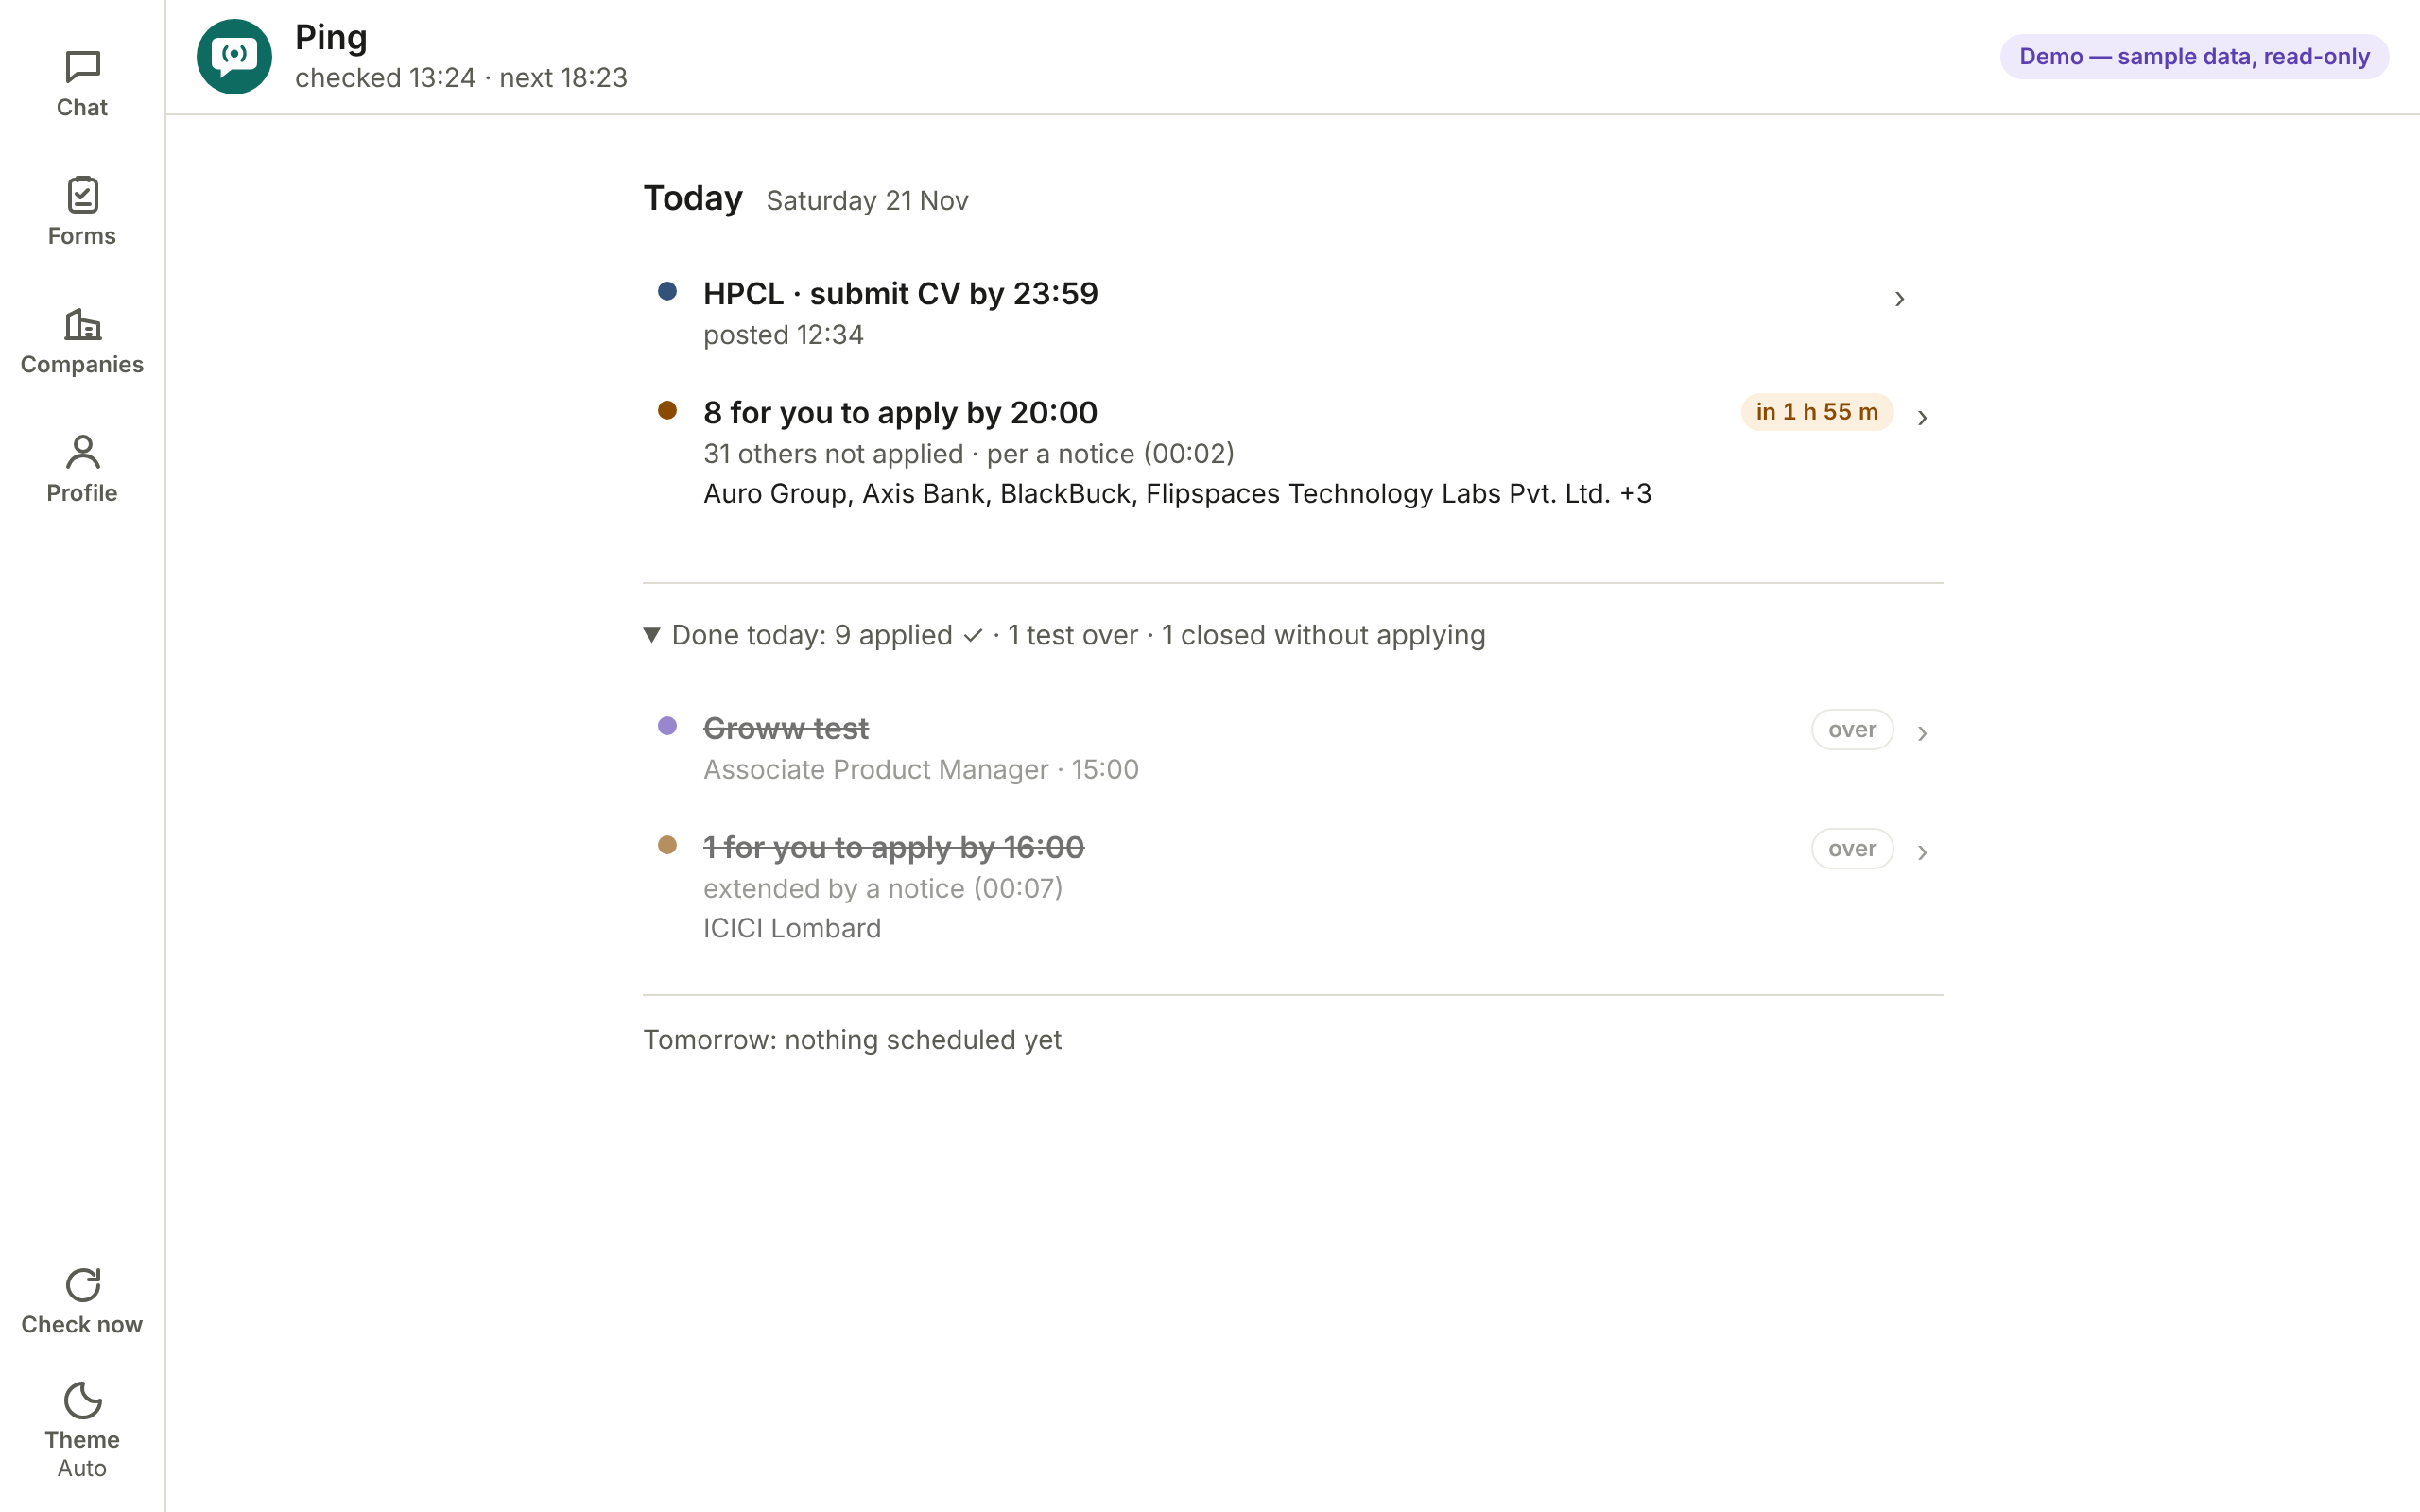 Chat
Forms
Companies
Profile
Check now
Theme
Auto
Ping
checked 13:24 · next 18:23
Demo — sample data, read-only
Today Saturday 21 Nov
HPCL · submit CV by 23:59
posted 12:34
8 for you to apply by 20:00 in 1 h 55 m
31 others not applied · per a notice (00:02)
Auro Group, Axis Bank, BlackBuck, Flipspaces Technology Labs Pvt. Ltd. +3
Done today: 9 applied ✓ · 1 test over · 1 closed without applying
Groww test over
Associate Product Manager · 15:00
1 for you to apply by 16:00 over
extended by a notice (00:07)
ICICI Lombard
Tomorrow: nothing scheduled yet